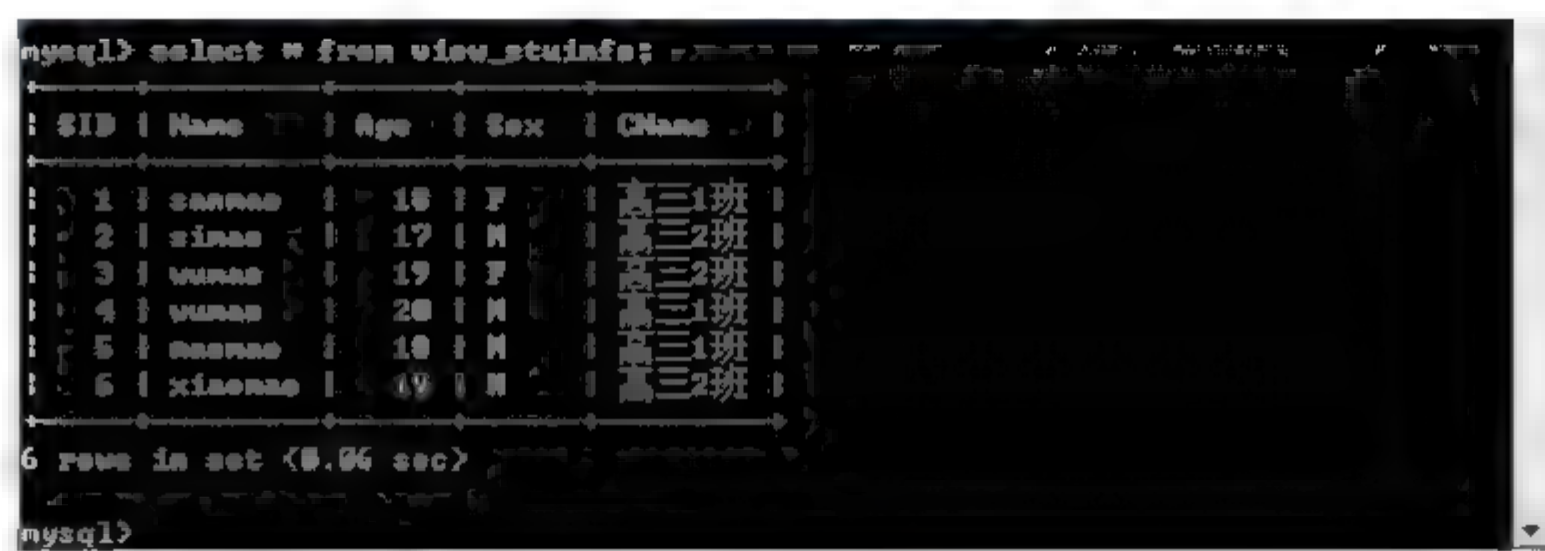 mysql> select * from view_stuinfo;
+-----+--------+------+------+---------+
| SID | Name | Age | Sex | CName |
+-----+--------+------+------+---------+
| 1 | sanmao | 18 | F | 高三1班 |
| 2 | simao | 17 | M | 高三2班 |
| 3 | wumao | 19 | F | 高三2班 |
| 4 | wumao | 20 | M | 高三1班 |
| 5 | maomao | 18 | M | 高三1班 |
| 6 | xiaomao | 19 | M | 高三2班 |
+-----+--------+------+------+---------+
6 rows in set (0.06 sec)
mysql>